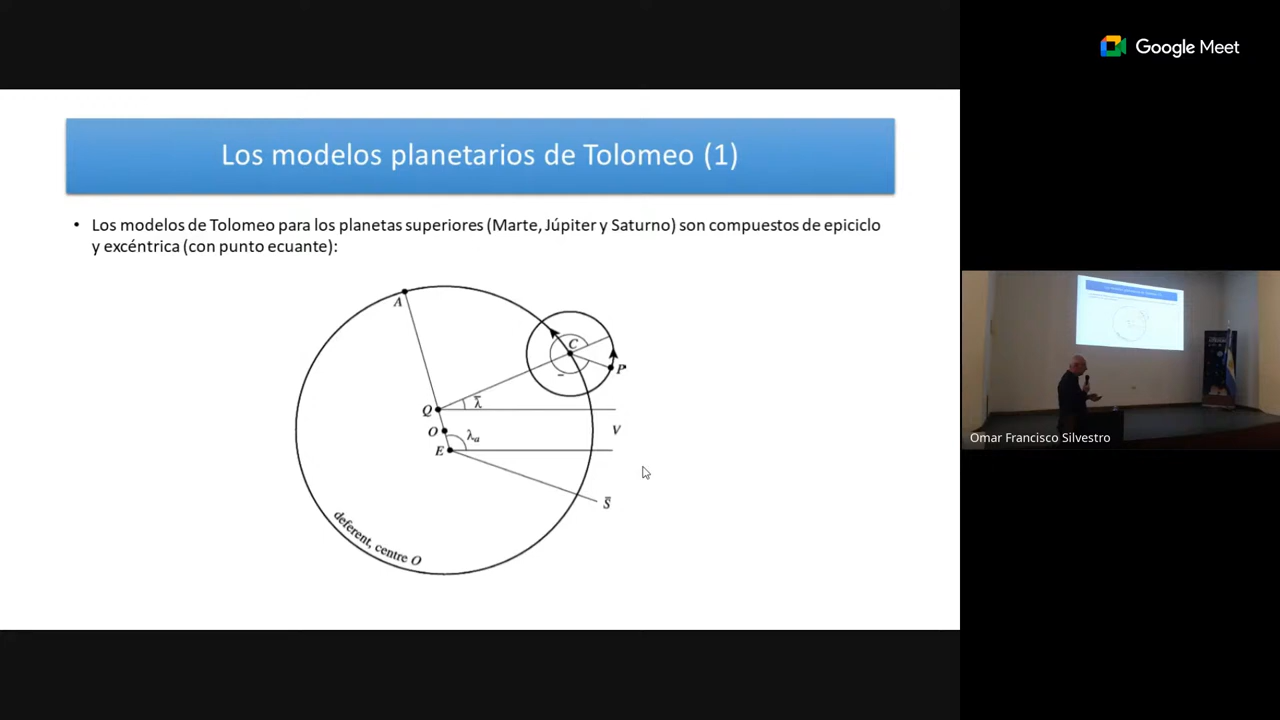 Google Meet
Los modelos planetarios de Tolomeo (1)
• Los modelos de Tolomeo para los planetas superiores (Marte, Júpiter y Saturno) son compuestos de epiciclo
y excéntrica (con punto ecuante):
A
C
P
Q
λ̄
O
λa
V
E
S̄
deferent, centre O
Omar Francisco Silvestro